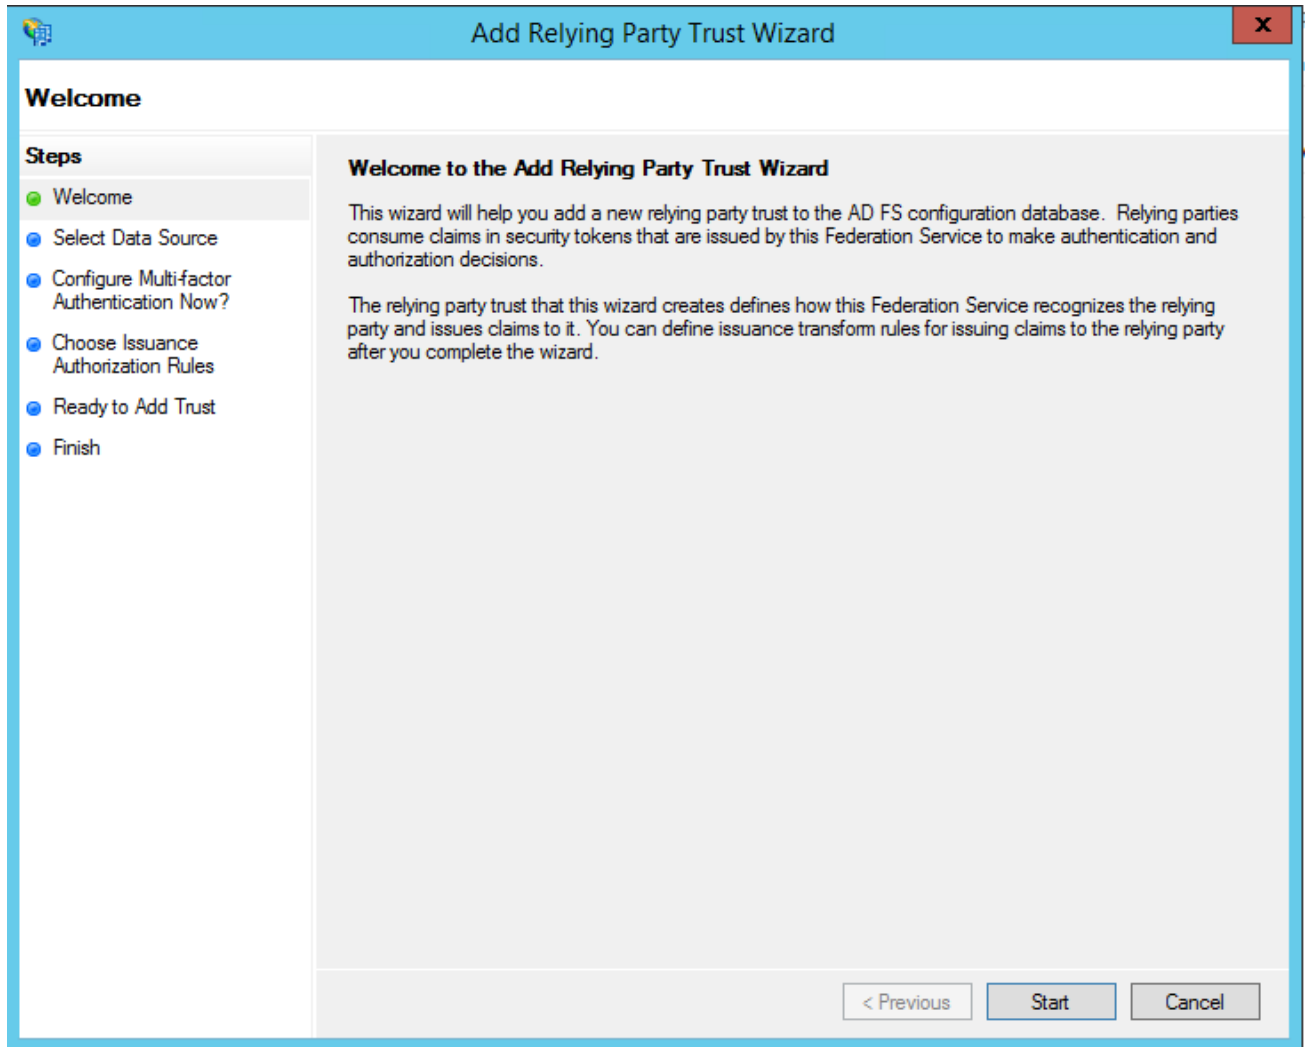 Add Relying Party Trust Wizard
X
Welcome
Steps
Welcome
Select Data Source
Configure Multi-factor
Authentication Now?
Choose Issuance
Authorization Rules
Ready to Add Trust
Finish
Welcome to the Add Relying Party Trust Wizard
This wizard will help you add a new relying party trust to the AD FS configuration database.  Relying parties
consume claims in security tokens that are issued by this Federation Service to make authentication and
authorization decisions.
The relying party trust that this wizard creates defines how this Federation Service recognizes the relying
party and issues claims to it. You can define issuance transform rules for issuing claims to the relying party
after you complete the wizard.
< Previous
Start
Cancel